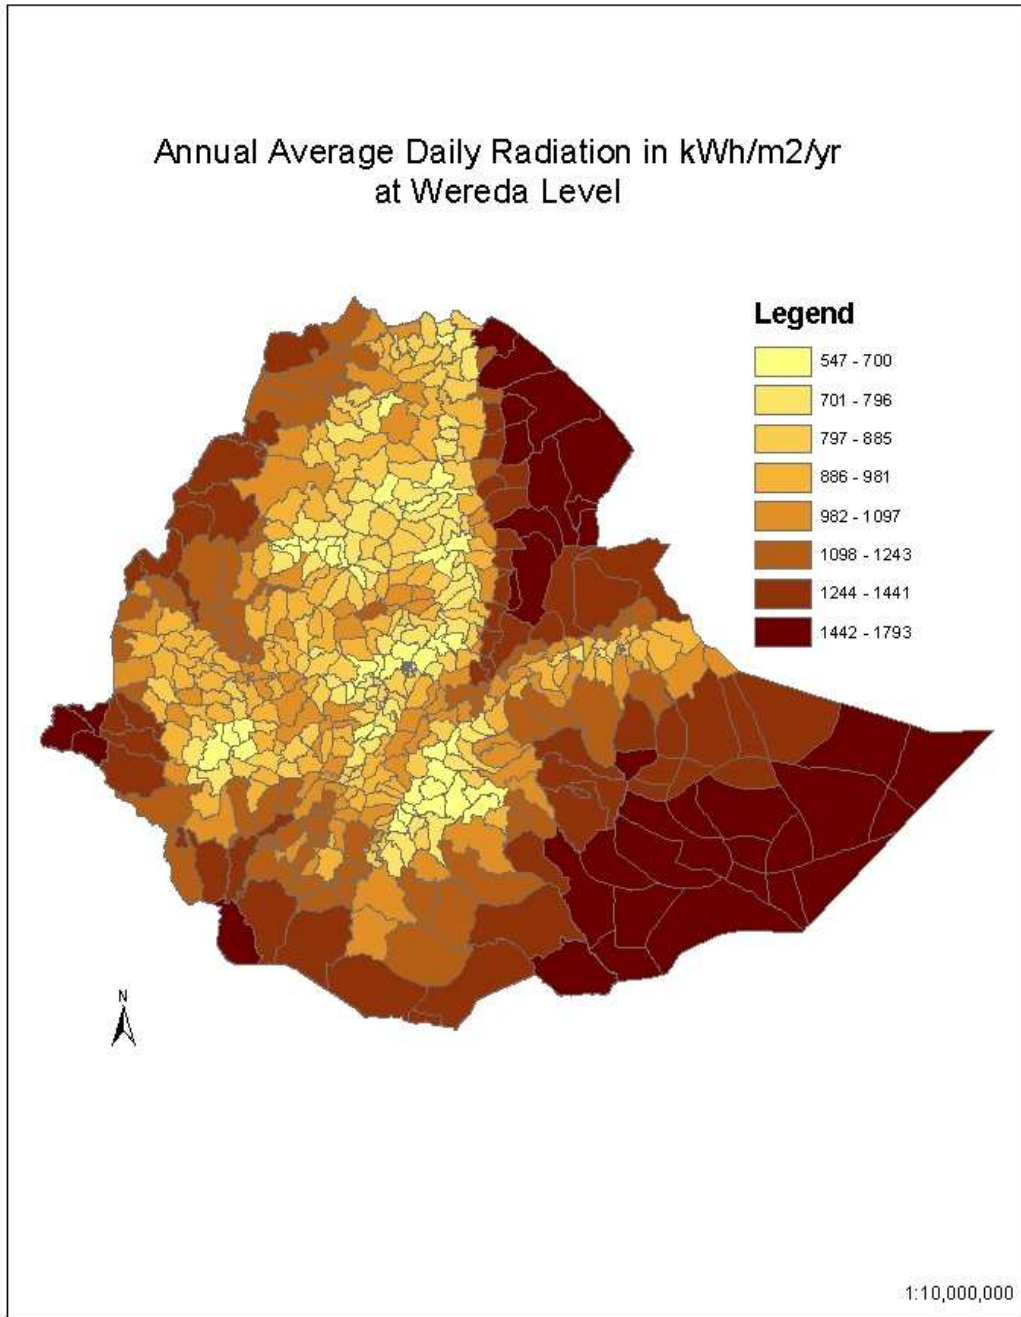 Annual Average Daily Radiation in kWh/m2/yr
at Wereda Level
Legend
547 - 700
701 - 796
797 - 885
886 - 981
982 - 1097
1098 - 1243
1244 - 1441
1442 - 1793
N
1:10,000,000